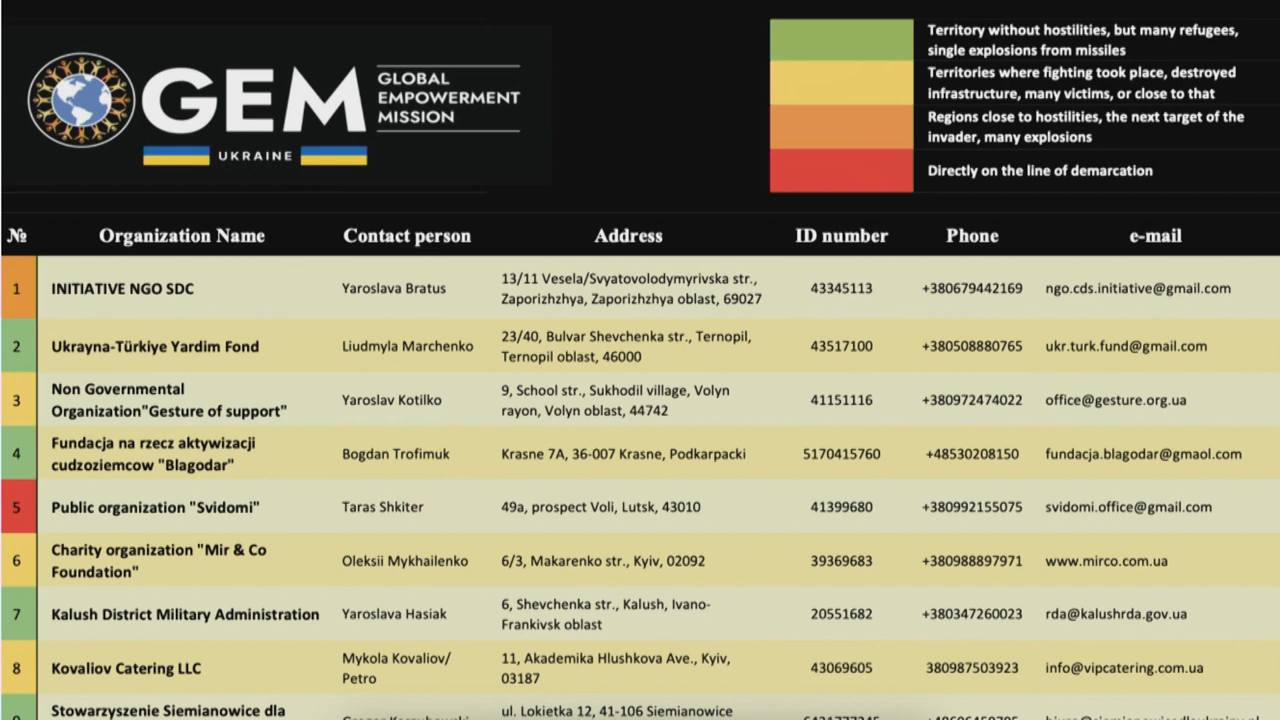 GEM
GLOBAL
EMPOWERMENT
MISSION
UKRAINE
Territory without hostilities, but many refugees,
single explosions from missiles
Territories where fighting took place, destroyed
infrastructure, many victims, or close to that
Regions close to hostilities, the next target of the
invader, many explosions
Directly on the line of demarcation
№ Organization Name Contact person Address ID number Phone e-mail
1 INITIATIVE NGO SDC Yaroslava Bratus 13/11 Vesela/Svyatovolodymyrivska str.,
Zaporizhzhya, Zaporizhzhya oblast, 69027 43345113 +380679442169 ngo.cds.initiative@gmail.com
2 Ukrayna-Türkiye Yardim Fond Liudmyla Marchenko 23/40, Bulvar Shevchenka str., Ternopil,
Ternopil oblast, 46000 43517100 +380508880765 ukr.turk.fund@gmail.com
3 Non Governmental
Organization"Gesture of support" Yaroslav Kotilko 9, School str., Sukhodil village, Volyn
rayon, Volyn oblast, 44742 41151116 +380972474022 office@gesture.org.ua
4 Fundacja na rzecz aktywizacji
cudzoziemcow "Blagodar" Bogdan Trofimuk Krasne 7A, 36-007 Krasne, Podkarpacki 5170415760 +48530208150 fundacja.blagodar@gmaol.com
5 Public organization "Svidomi" Taras Shkiter 49a, prospect Voli, Lutsk, 43010 41399680 +380992155075 svidomi.office@gmail.com
6 Charity organization "Mir & Co
Foundation" Oleksii Mykhailenko 6/3, Makarenko str., Kyiv, 02092 39369683 +380988897971 www.mirco.com.ua
7 Kalush District Military Administration Yaroslava Hasiak 6, Shevchenka str., Kalush, Ivano-
Frankivsk oblast 20551682 +380347260023 rda@kalushrda.gov.ua
8 Kovaliov Catering LLC Mykola Kovaliov/
Petro 11, Akademika Hlushkova Ave., Kyiv,
03187 43069605 380987503923 info@vipcatering.com.ua
Stowarzyszenie Siemianowice dla ul. Lokietka 12, 41-106 Siemianowice